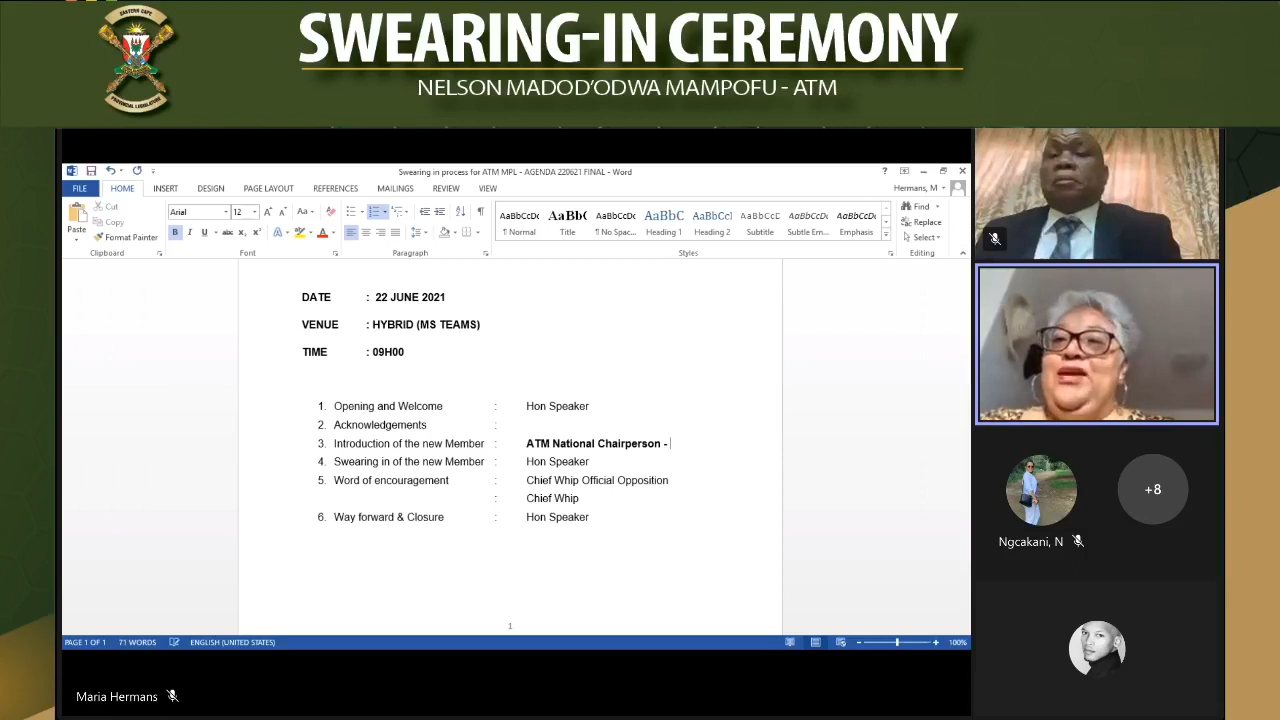 EASTERN CAPE
PROVINCIAL LEGISLATURE
SWEARING-IN CEREMONY
NELSON MADOD'ODWA MAMPOFU - ATM
Swearing in process for ATM MPL - AGENDA 220621 FINAL - Word
FILE HOME INSERT DESIGN PAGE LAYOUT REFERENCES MAILINGS REVIEW VIEW
Hermans, M
Paste
Cut
Copy
Format Painter
Clipboard
Arial 12
Font
Paragraph
AaBbCcDc AaBbC AaBbCcDc AaBbC AaBbCcD AaBbCcD AaBbCcDc AaBbCcDc
¶ Normal Title ¶ No Spac... Heading 1 Heading 2 Subtitle Subtle Em... Emphasis
Styles
Find
Replace
Select
Editing
DATE : 22 JUNE 2021
VENUE : HYBRID (MS TEAMS)
TIME : 09H00
1. Opening and Welcome : Hon Speaker
2. Acknowledgements :
3. Introduction of the new Member : ATM National Chairperson -
4. Swearing in of the new Member : Hon Speaker
5. Word of encouragement : Chief Whip Official Opposition
: Chief Whip
6. Way forward & Closure : Hon Speaker
1
PAGE 1 OF 1 71 WORDS ENGLISH (UNITED STATES) 100%
Maria Hermans
+8
Ngcakani, N